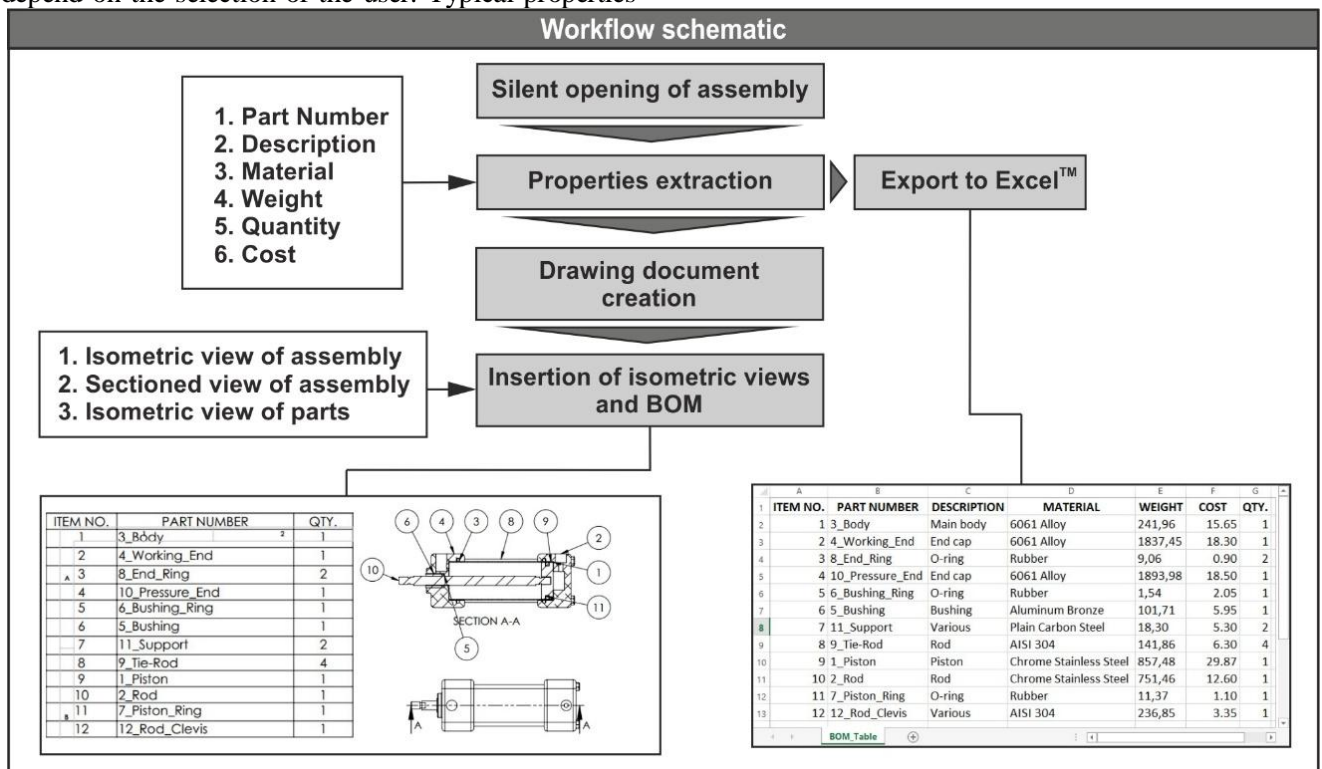 depend on the selection of the user. Typical properties
Workflow schematic
Silent opening of assembly
1. Part Number
2. Description
3. Material
4. Weight
5. Quantity
6. Cost
Properties extraction
Export to Excel™
Drawing document
creation
1. Isometric view of assembly
2. Sectioned view of assembly
3. Isometric view of parts
Insertion of isometric views
and BOM
ITEM NO. PART NUMBER QTY.
1 3_Body 2 1
2 4_Working_End 1
A 3 8_End_Ring 2
4 10_Pressure_End 1
5 6_Bushing_Ring 1
6 5_Bushing 1
7 11_Support 2
8 9_Tie-Rod 4
9 1_Piston 1
10 2_Rod 1
B 11 7_Piston_Ring 1
12 12_Rod_Clevis 1
6 4 3 8 9
2
10
1
11
SECTION A-A
5
A A
A B C D E F G
1 ITEM NO. PART NUMBER DESCRIPTION MATERIAL WEIGHT COST QTY.
2 1 3_Body Main body 6061 Alloy 241,96 15.65 1
3 2 4_Working_End End cap 6061 Alloy 1837,45 18.30 1
4 3 8_End_Ring O-ring Rubber 9,06 0.90 2
5 4 10_Pressure_End End cap 6061 Alloy 1893,98 18.50 1
6 5 6_Bushing_Ring O-ring Rubber 1,54 2.05 1
7 6 5_Bushing Bushing Aluminum Bronze 101,71 5.95 1
8 7 11_Support Various Plain Carbon Steel 18,30 5.30 2
9 8 9_Tie-Rod Rod AISI 304 141,86 6.30 4
10 9 1_Piston Piston Chrome Stainless Steel 857,48 29.87 1
11 10 2_Rod Rod Chrome Stainless Steel 751,46 12.60 1
12 11 7_Piston_Ring O-ring Rubber 11,37 1.10 1
13 12 12_Rod_Clevis Various AISI 304 236,85 3.35 1
BOM_Table